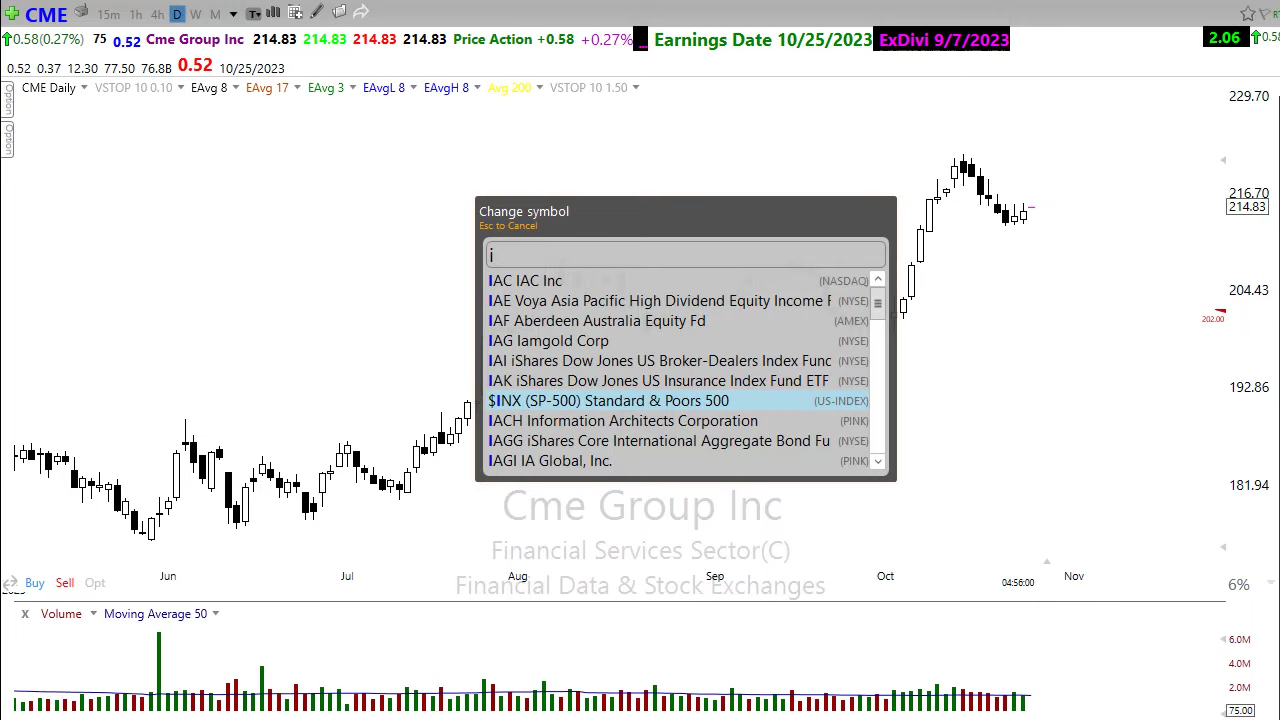 CME 15m 1h 4h D W M
0.58(0.27%) 75 0.52 Cme Group Inc 214.83 214.83 214.83 214.83 Price Action +0.58 +0.27% Earnings Date 10/25/2023 ExDivi 9/7/2023 2.06 0.58
0.52 0.37 12.30 77.50 76.8B 0.52 10/25/2023
CME Daily VSTOP 10 0.10 EAvg 8 EAvg 17 EAvg 3 EAvgL 8 EAvgH 8 Avg 200 VSTOP 10 1.50
Option
Option
229.70
216.70
214.83
204.43
202.00
192.86
181.94
Change symbol
Esc to Cancel
i
IAC IAC Inc (NASDAQ)
IAE Voya Asia Pacific High Dividend Equity Income F (NYSE)
IAF Aberdeen Australia Equity Fd (AMEX)
IAG Iamgold Corp (NYSE)
IAI iShares Dow Jones US Broker-Dealers Index Func (NYSE)
IAK iShares Dow Jones US Insurance Index Fund ETF (NYSE)
$INX (SP-500) Standard & Poors 500 (US-INDEX)
IACH Information Architects Corporation (PINK)
IAGG iShares Core International Aggregate Bond Fu (NYSE)
IAGI IA Global, Inc. (PINK)
Cme Group Inc
Financial Services Sector(C)
Financial Data & Stock Exchanges
Jun Jul Aug Sep Oct Nov
Buy Sell Opt 04:56:00 6%
X Volume Moving Average 50
6.0M
4.0M
2.0M
75.00